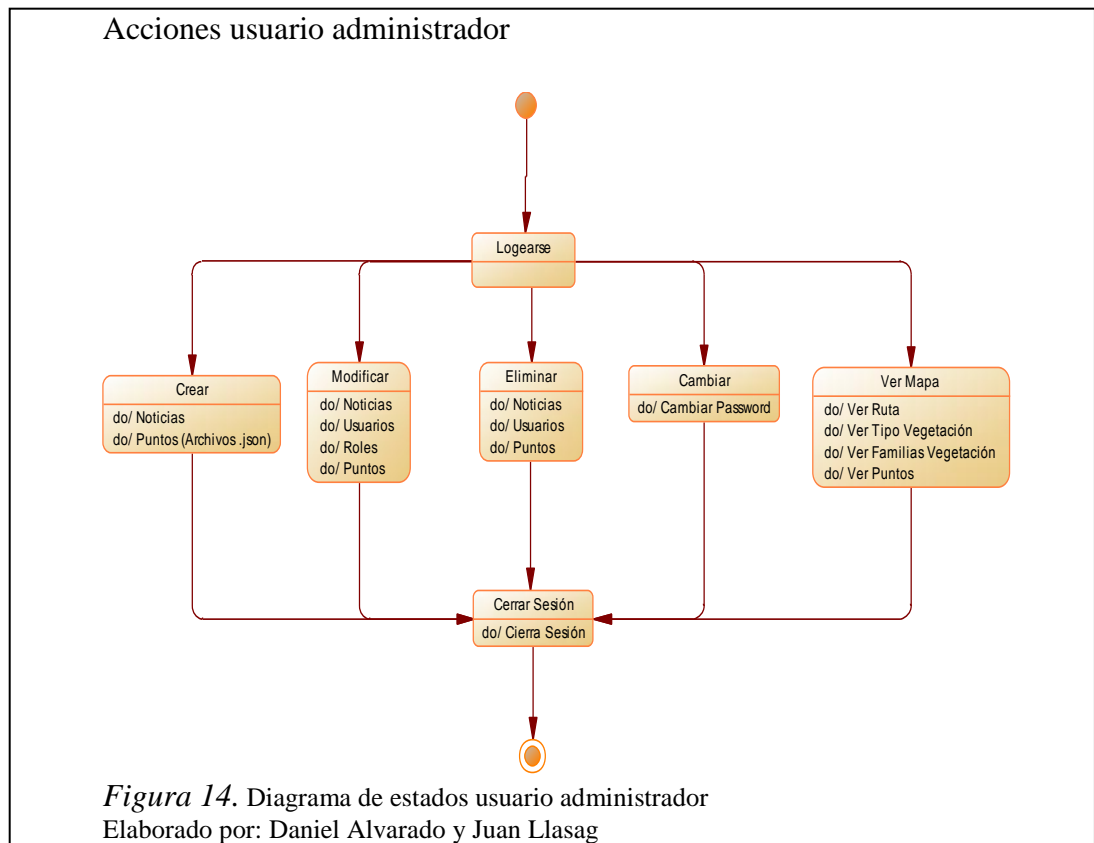 Acciones usuario administrador
Logearse
Crear
do/ Noticias
do/ Puntos (Archivos .json)
Modificar
do/ Noticias
do/ Usuarios
do/ Roles
do/ Puntos
Eliminar
do/ Noticias
do/ Usuarios
do/ Puntos
Cambiar
do/ Cambiar Password
Ver Mapa
do/ Ver Ruta
do/ Ver Tipo Vegetación
do/ Ver Familias Vegetación
do/ Ver Puntos
Cerrar Sesión
do/ Cierra Sesión
Figura 14. Diagrama de estados usuario administrador
Elaborado por: Daniel Alvarado y Juan Llasag